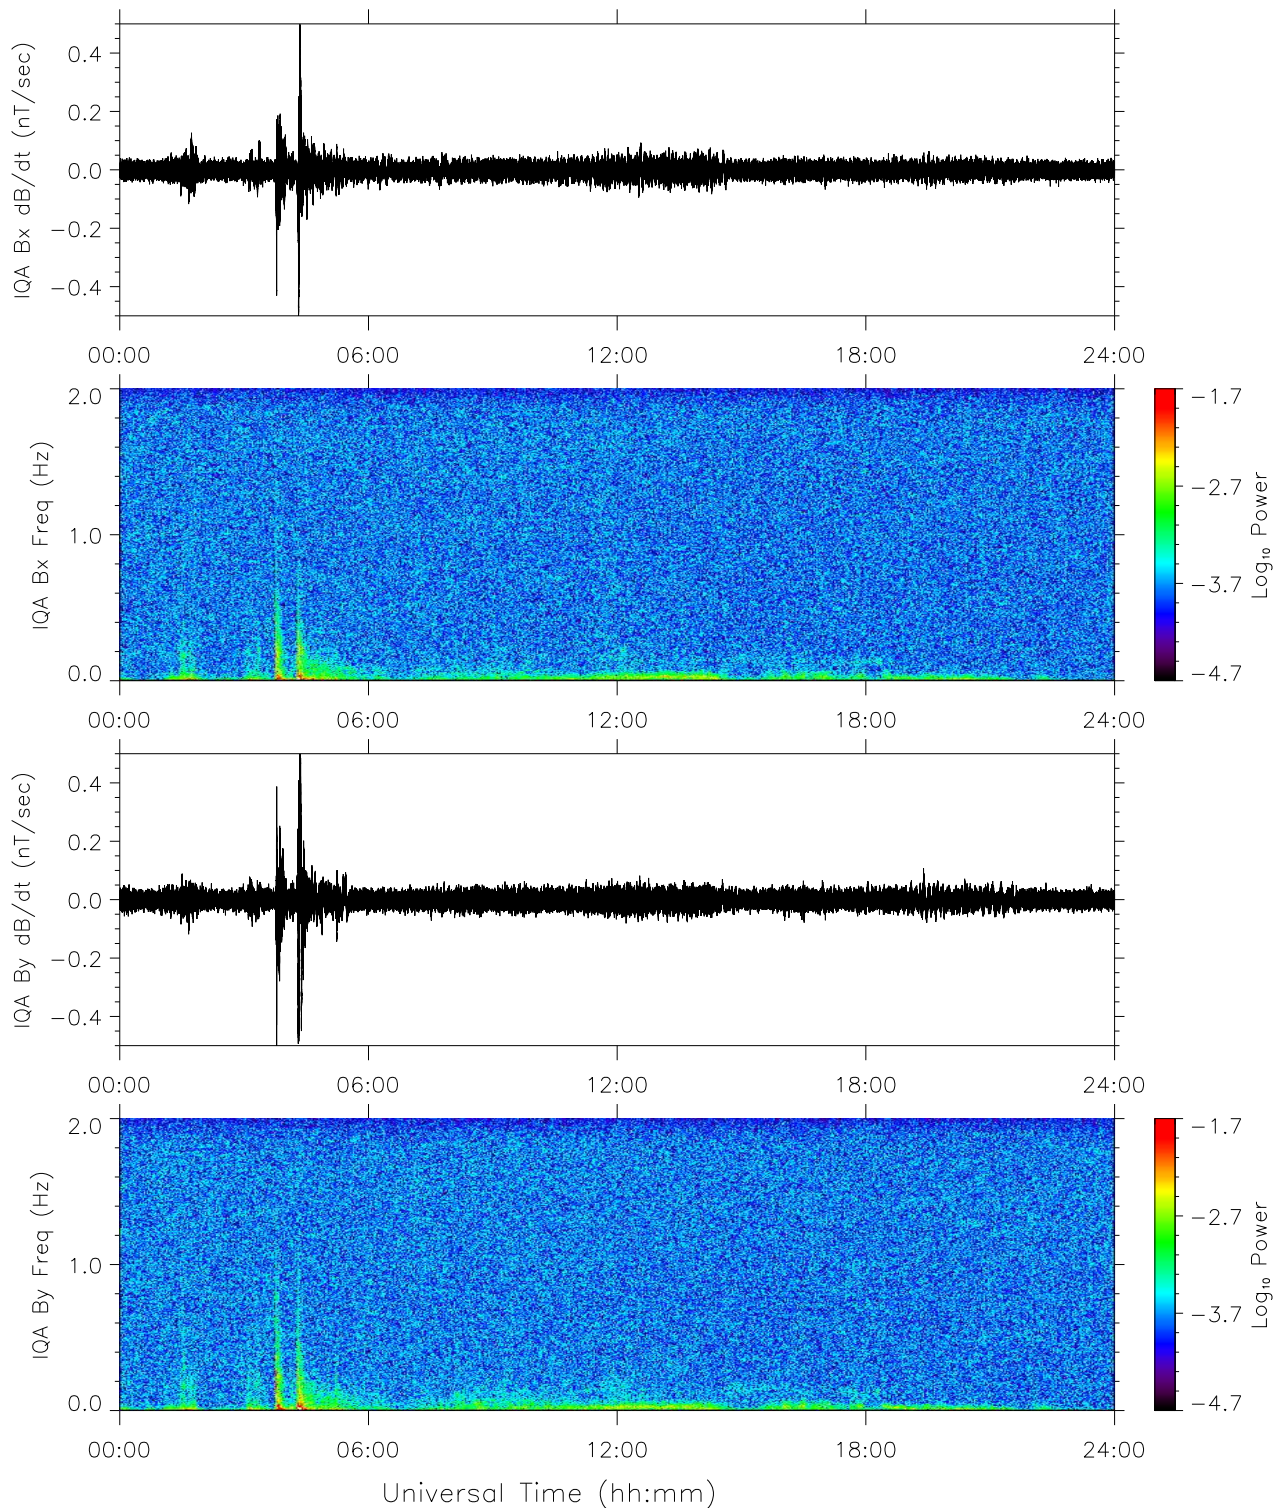 IQA Bx dB/dt (nT/sec)
0.4
0.2
0.0
−0.2
−0.4
00:00 06:00 12:00 18:00 24:00
IQA Bx Freq (Hz)
2.0
1.0
0.0
−1.7
−2.7
−3.7
−4.7
Log₁₀ Power
00:00 06:00 12:00 18:00 24:00
IQA By dB/dt (nT/sec)
0.4
0.2
0.0
−0.2
−0.4
00:00 06:00 12:00 18:00 24:00
IQA By Freq (Hz)
2.0
1.0
0.0
−1.7
−2.7
−3.7
−4.7
Log₁₀ Power
00:00 06:00 12:00 18:00 24:00
Universal Time (hh:mm)